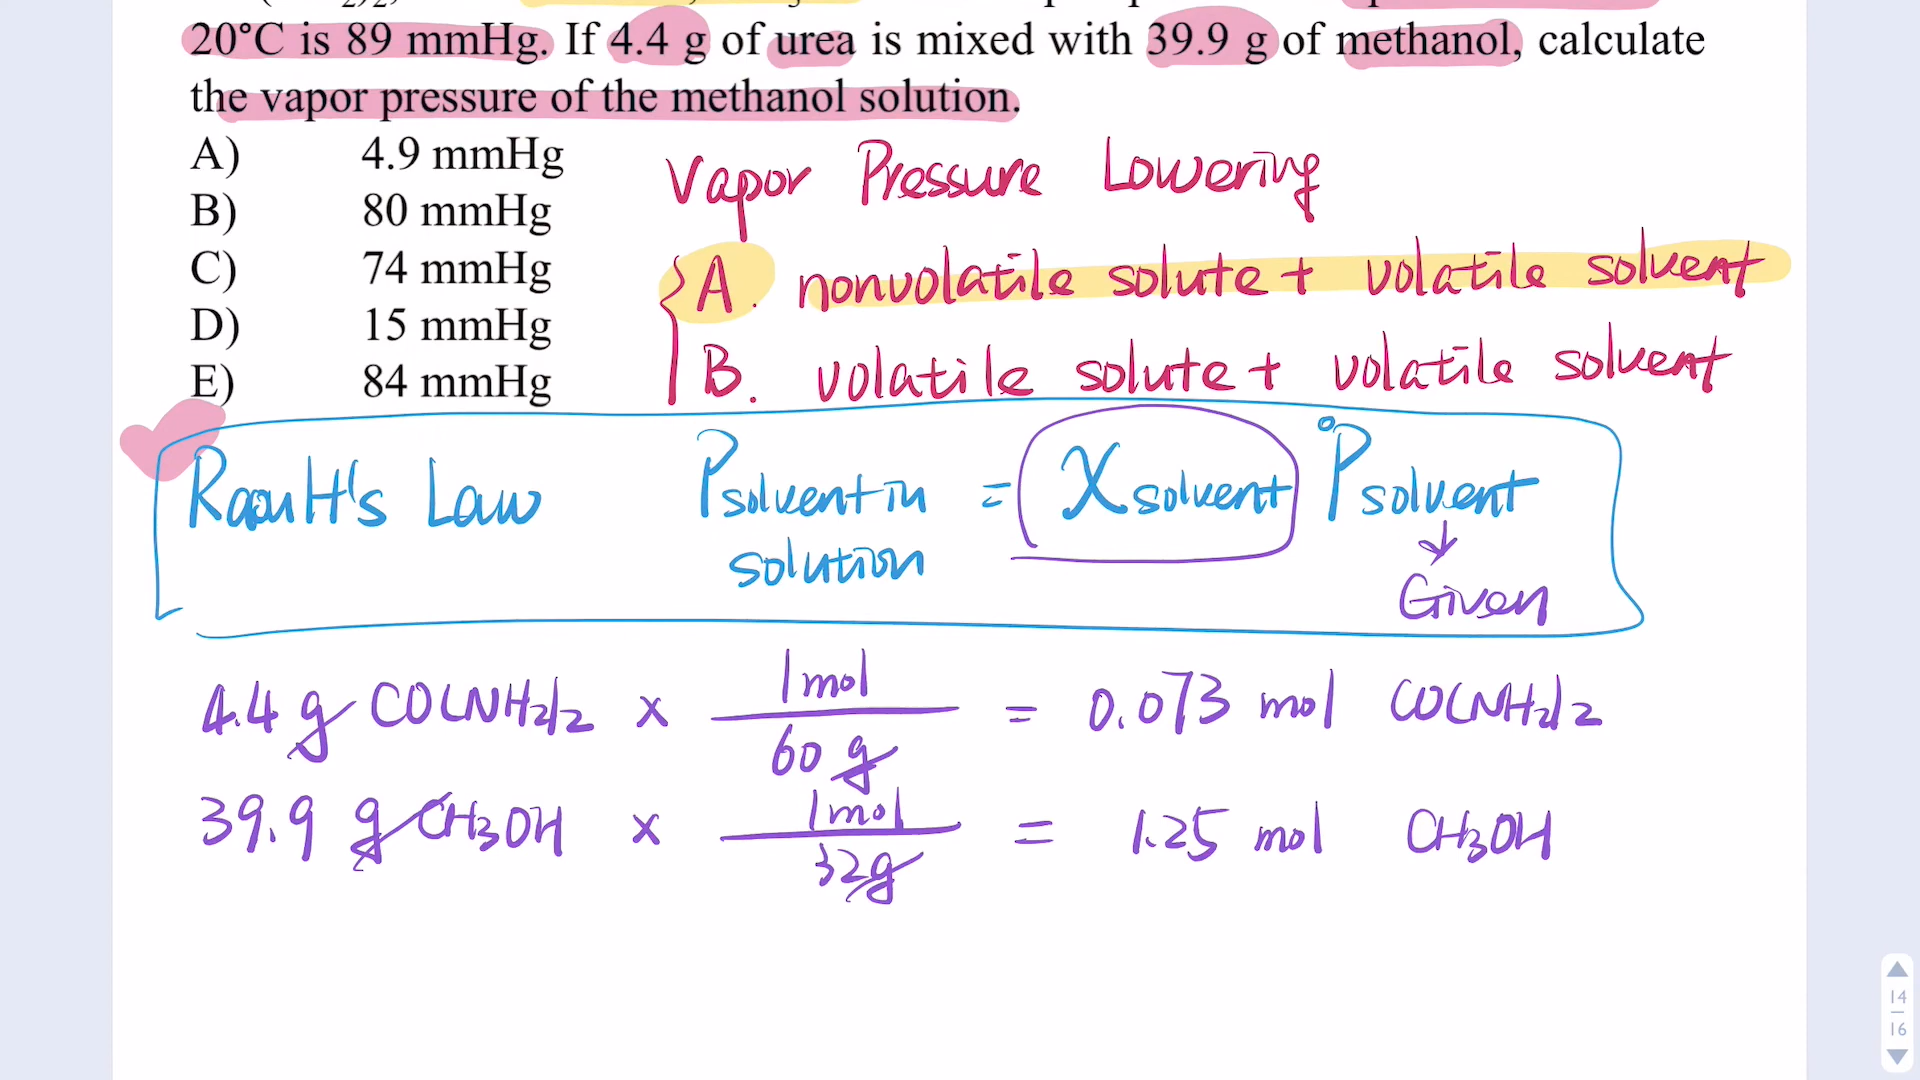 20°C is 89 mmHg. If 4.4 g of urea is mixed with 39.9 g of methanol, calculate
the vapor pressure of the methanol solution.
A) 4.9 mmHg
B) 80 mmHg
C) 74 mmHg
D) 15 mmHg
E) 84 mmHg
Vapor Pressure Lowering
A. nonvolatile solute + volatile solvent
B. volatile solute + volatile solvent
Raoult's Law P solvent in solution = X solvent P° solvent
↓
Given
4.4 g CO(NH2)2 × 1 mol / 60 g = 0.073 mol CO(NH2)2
39.9 g CH3OH × 1 mol / 32 g = 1.25 mol CH3OH
14
16